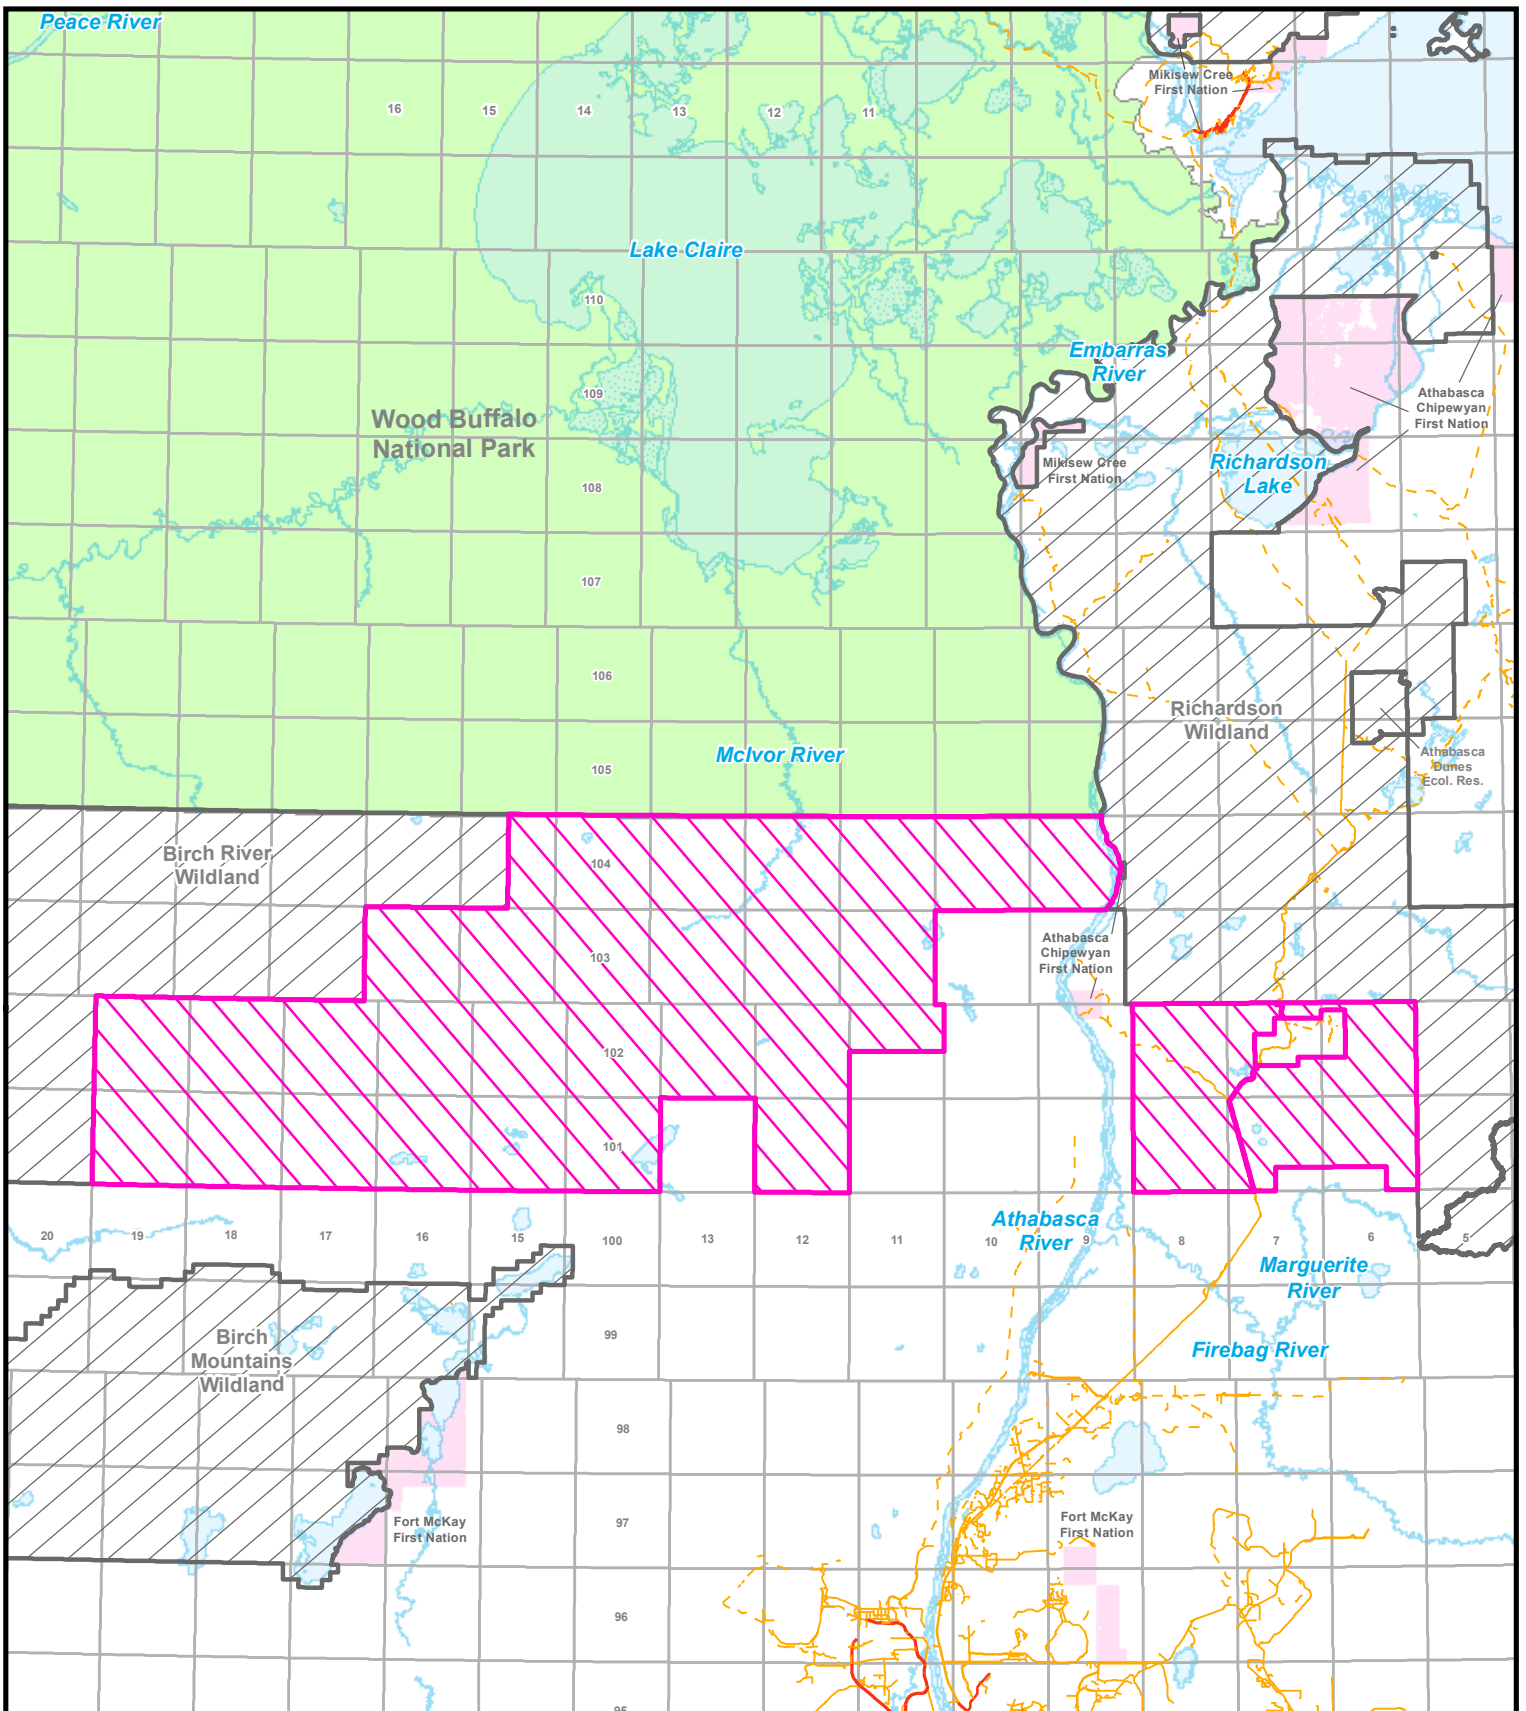 Peace River
Mikisew Cree
First Nation
16
15
14
13
12
11
Lake Claire
110
Embarras
River
109
Athabasca
Chipewyan
First Nation
Wood Buffalo
National Park
Mikisew Cree
First Nation
Richardson
Lake
108
107
106
Richardson
Wildland
McIvor River
105
Athabasca
Dunes
Ecol. Res.
Birch River
Wildland
104
Athabasca
Chipewyan
First Nation
103
102
101
Athabasca
River
20
19
18
17
16
15
100
13
12
11
10
9
8
7
6
5
Marguerite
River
Birch
Mountains
Wildland
99
Firebag River
98
Fort McKay
First Nation
97
Fort McKay
First Nation
96
95